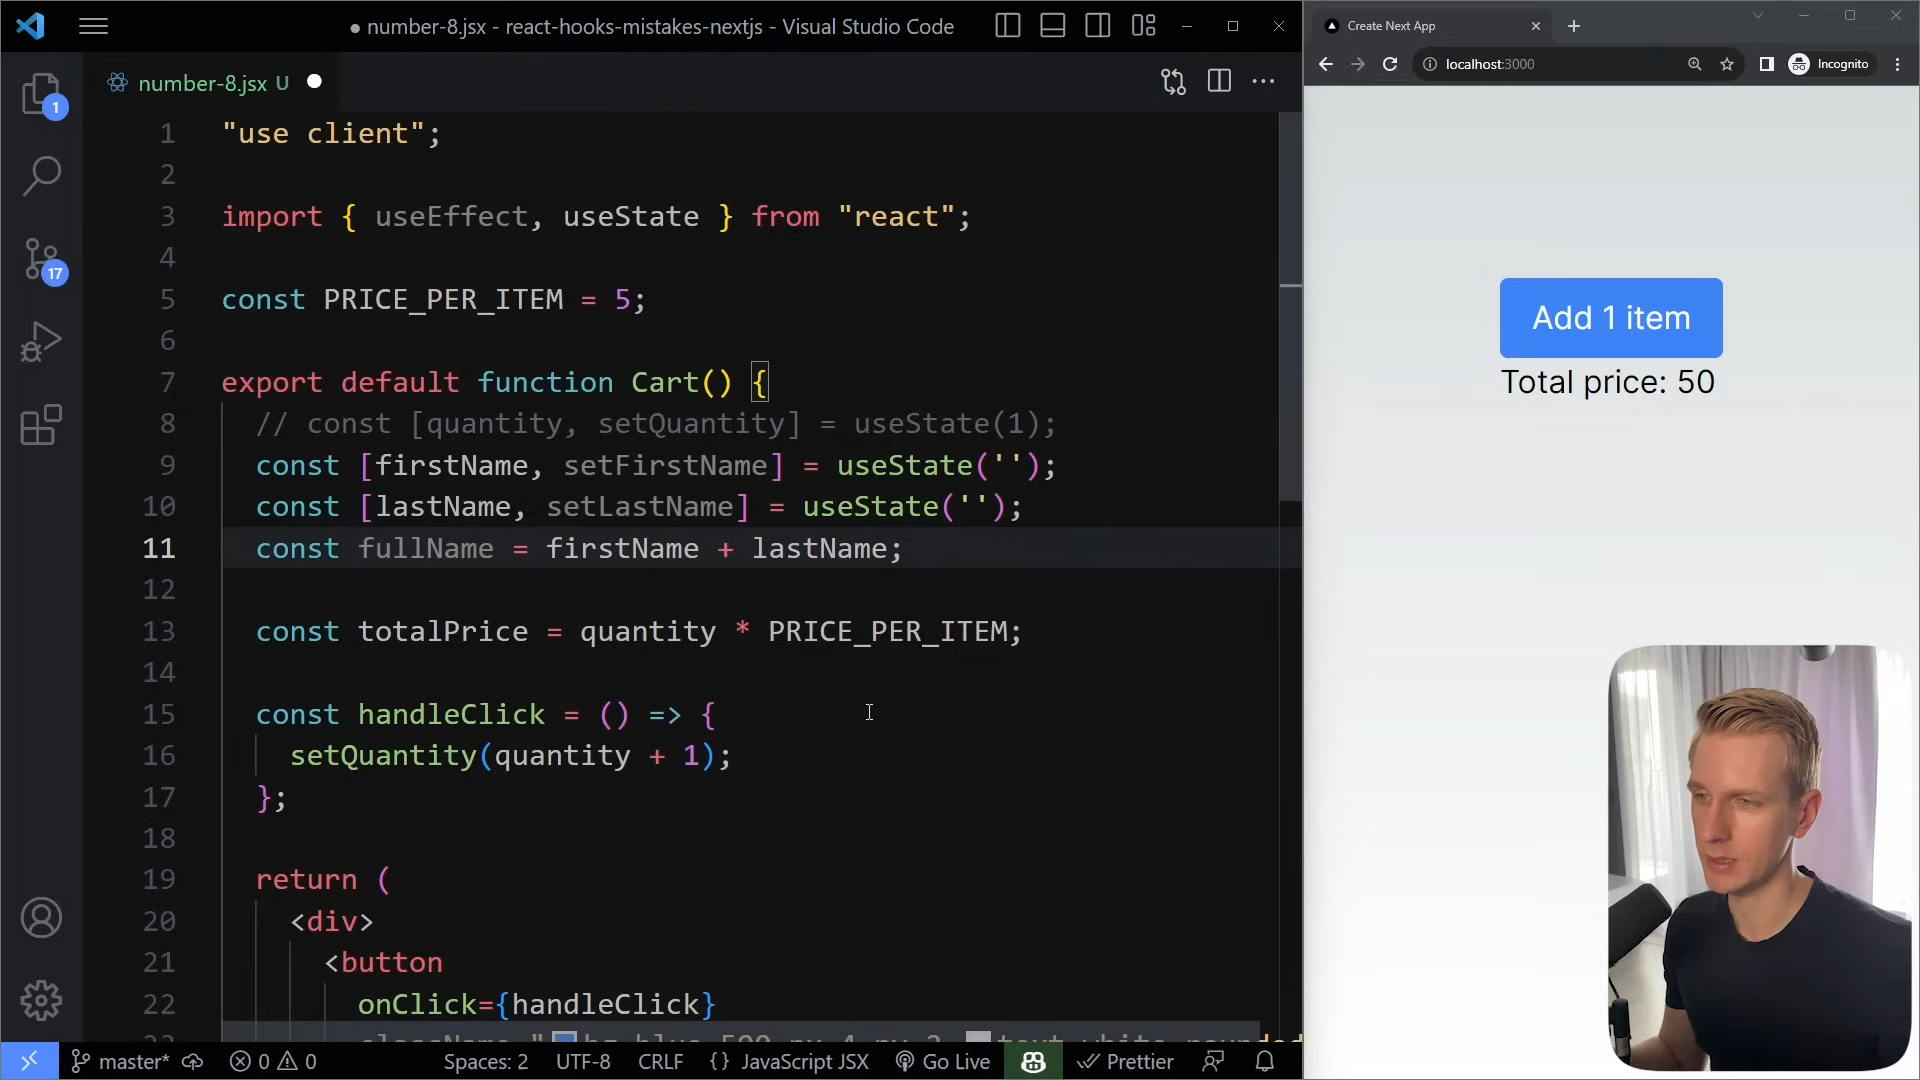 ● number-8.jsx - react-hooks-mistakes-nextjs - Visual Studio Code
number-8.jsx U
1
17
1 "use client";
2
3 import { useEffect, useState } from "react";
4
5 const PRICE_PER_ITEM = 5;
6
7 export default function Cart() {
8 // const [quantity, setQuantity] = useState(1);
9 const [firstName, setFirstName] = useState('');
10 const [lastName, setLastName] = useState('');
11 const fullName = firstName + lastName;
12
13 const totalPrice = quantity * PRICE_PER_ITEM;
14
15 const handleClick = () => {
16 setQuantity(quantity + 1);
17 };
18
19 return (
20 <div>
21 <button
22 onClick={handleClick}
master* 0 0 Spaces: 2 UTF-8 CRLF {} JavaScript JSX Go Live Prettier
Create Next App
localhost:3000
Incognito
Add 1 item
Total price: 50